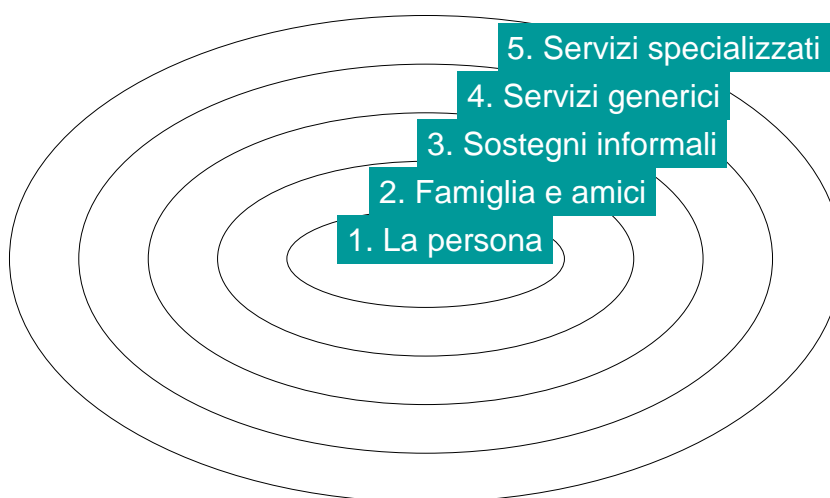 5. Servizi specializzati
4. Servizi generici
3. Sostegni informali
2. Famiglia e amici
1. La persona